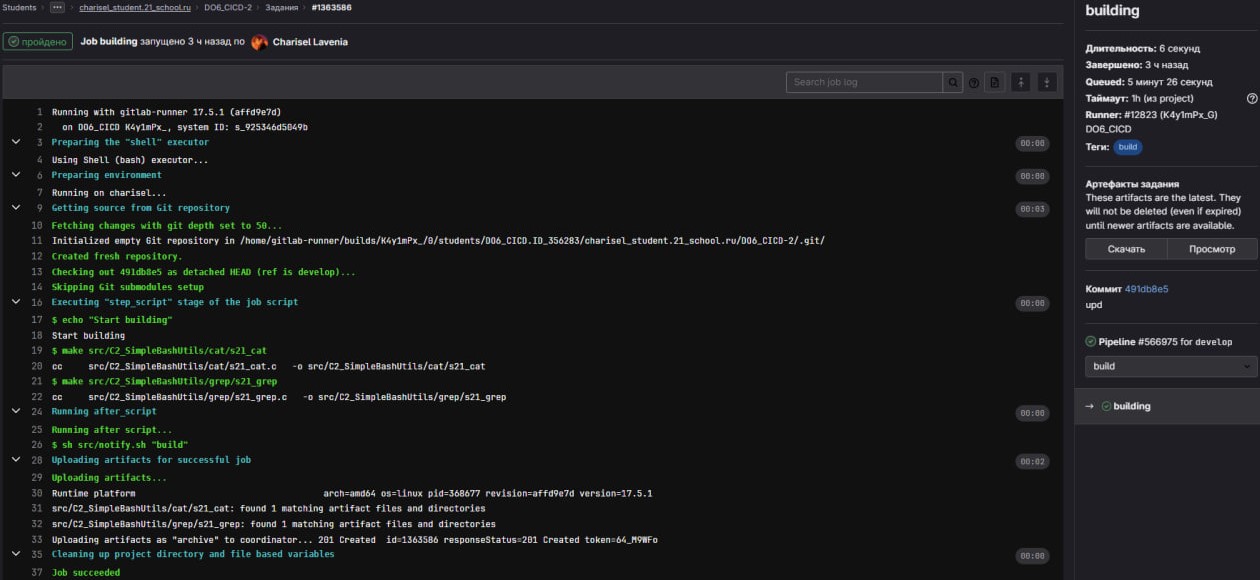 Students > ... > charisel_student.21_school.ru > DO6_CICD-2 > Задания > #1363586
пройдено Job building запущено 3 ч назад по Charisel Lavenia
Search job log
1 Running with gitlab-runner 17.5.1 (affd9e7d)
2 on DO6_CICD K4y1mPx_, system ID: s_925346d5049b
3 Preparing the "shell" executor 00:00
4 Using Shell (bash) executor...
6 Preparing environment 00:00
7 Running on charisel...
9 Getting source from Git repository 00:03
10 Fetching changes with git depth set to 50...
11 Initialized empty Git repository in /home/gitlab-runner/builds/K4y1mPx_/0/students/DO6_CICD.ID_356283/charisel_student.21_school.ru/DO6_CICD-2/.git/
12 Created fresh repository.
13 Checking out 491db8e5 as detached HEAD (ref is develop)...
14 Skipping Git submodules setup
16 Executing "step_script" stage of the job script 00:00
17 $ echo "Start building"
18 Start building
19 $ make src/C2_SimpleBashUtils/cat/s21_cat
20 cc src/C2_SimpleBashUtils/cat/s21_cat.c -o src/C2_SimpleBashUtils/cat/s21_cat
21 $ make src/C2_SimpleBashUtils/grep/s21_grep
22 cc src/C2_SimpleBashUtils/grep/s21_grep.c -o src/C2_SimpleBashUtils/grep/s21_grep
24 Running after_script 00:00
25 Running after script...
26 $ sh src/notify.sh "build"
28 Uploading artifacts for successful job 00:02
29 Uploading artifacts...
30 Runtime platform arch=amd64 os=linux pid=368677 revision=affd9e7d version=17.5.1
31 src/C2_SimpleBashUtils/cat/s21_cat: found 1 matching artifact files and directories
32 src/C2_SimpleBashUtils/grep/s21_grep: found 1 matching artifact files and directories
33 Uploading artifacts as "archive" to coordinator... 201 Created id=1363586 responseStatus=201 Created token=64_M9WFo
35 Cleaning up project directory and file based variables 00:00
37 Job succeeded
building
Длительность: 6 секунд
Завершено: 3 ч назад
Queued: 5 минут 26 секунд
Таймаут: 1h (из project)
Runner: #12823 (K4y1mPx_G)
DO6_CICD
Теги: build
Артефакты задания
These artifacts are the latest. They
will not be deleted (even if expired)
until newer artifacts are available.
Скачать Просмотр
Коммит 491db8e5
upd
Pipeline #566975 for develop
build
→ building